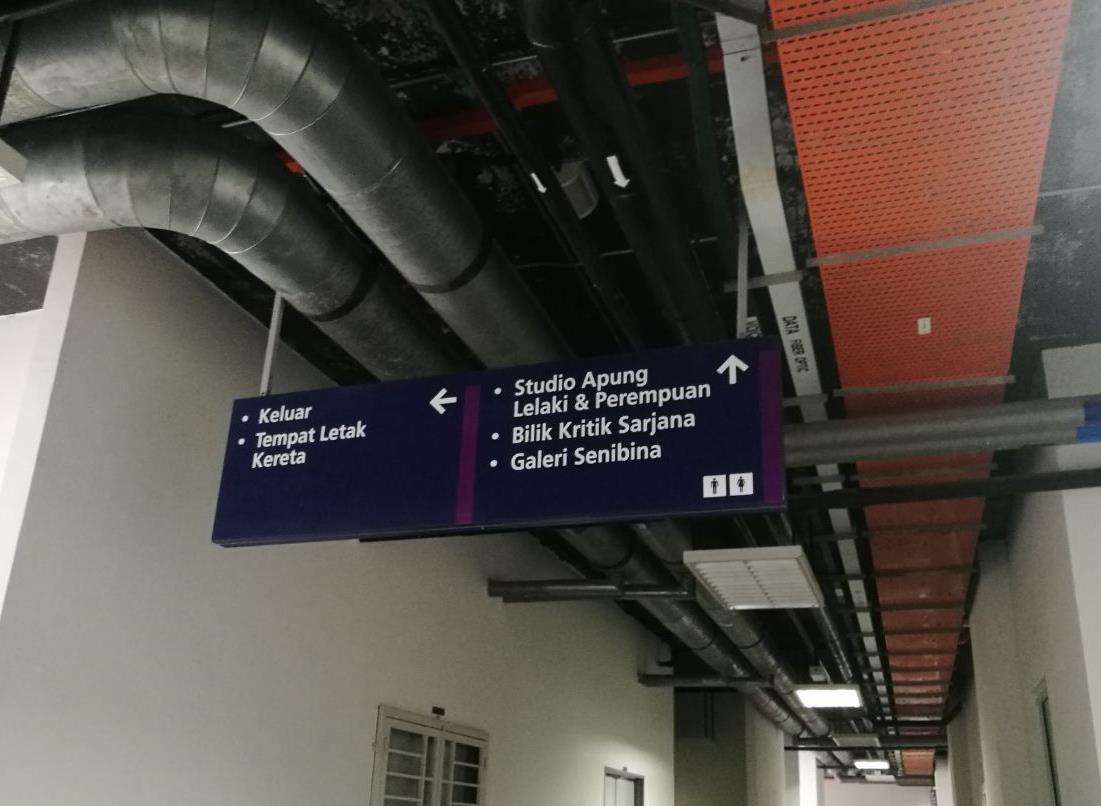 • Keluar
• Tempat Letak
Kereta
• Studio Apung
Lelaki & Perempuan
• Bilik Kritik Sarjana
• Galeri Senibina
DATA FIBER OPTIC